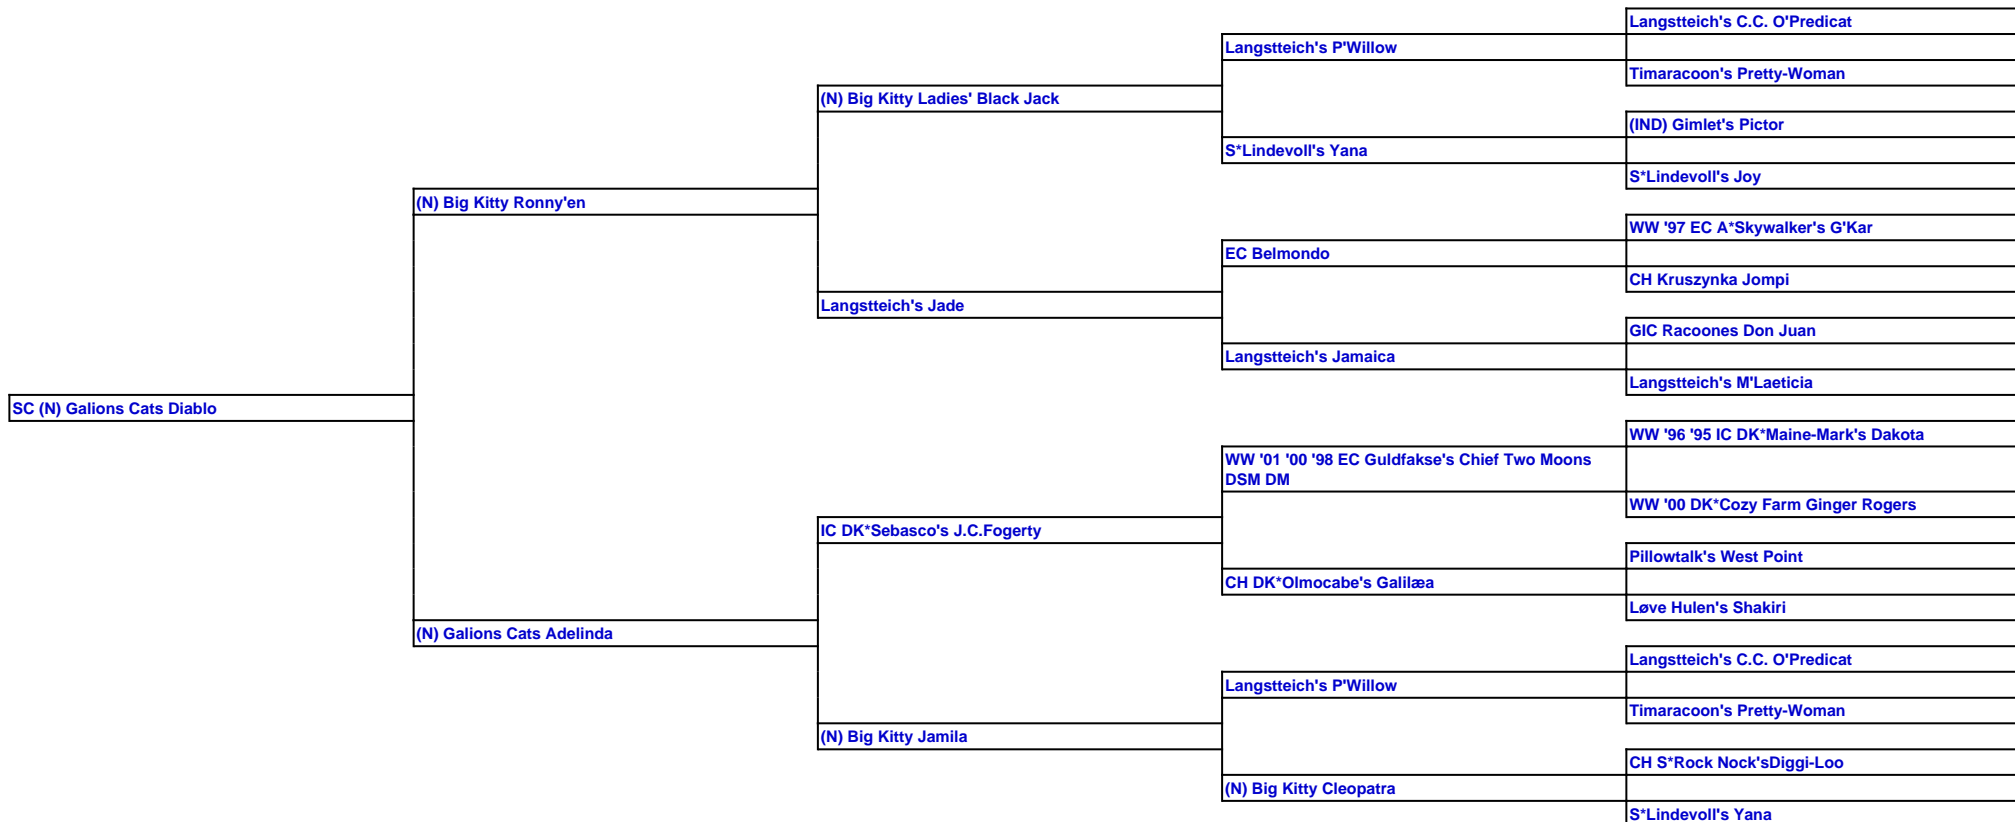 Langstteich's C.C. O'Predicat
Langstteich's P'Willow
Timaracoon's Pretty-Woman
(N) Big Kitty Ladies' Black Jack
(IND) Gimlet's Pictor
S*Lindevoll's Yana
S*Lindevoll's Joy
(N) Big Kitty Ronny'en
WW '97 EC A*Skywalker's G'Kar
EC Belmondo
CH Kruszynka Jompi
Langstteich's Jade
GIC Racoones Don Juan
Langstteich's Jamaica
Langstteich's M'Laeticia
SC (N) Galions Cats Diablo
WW '96 '95 IC DK*Maine-Mark's Dakota
WW '01 '00 '98 EC Guldfakse's Chief Two Moons
DSM DM
WW '00 DK*Cozy Farm Ginger Rogers
IC DK*Sebasco's J.C.Fogerty
Pillowtalk's West Point
CH DK*Olmocabe's Galilæa
Løve Hulen's Shakiri
(N) Galions Cats Adelinda
Langstteich's C.C. O'Predicat
Langstteich's P'Willow
Timaracoon's Pretty-Woman
(N) Big Kitty Jamila
CH S*Rock Nock'sDiggi-Loo
(N) Big Kitty Cleopatra
S*Lindevoll's Yana